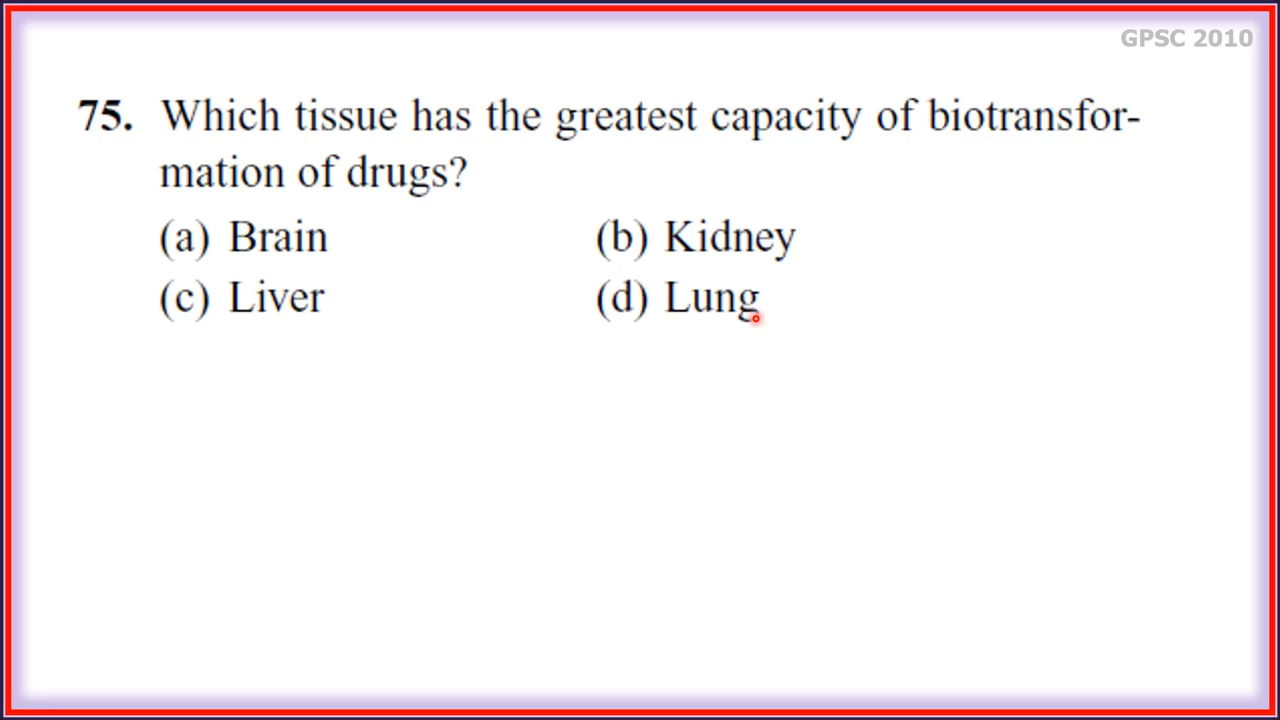 GPSC 2010
75. Which tissue has the greatest capacity of biotransfor-
mation of drugs?
(a) Brain (b) Kidney
(c) Liver (d) Lung